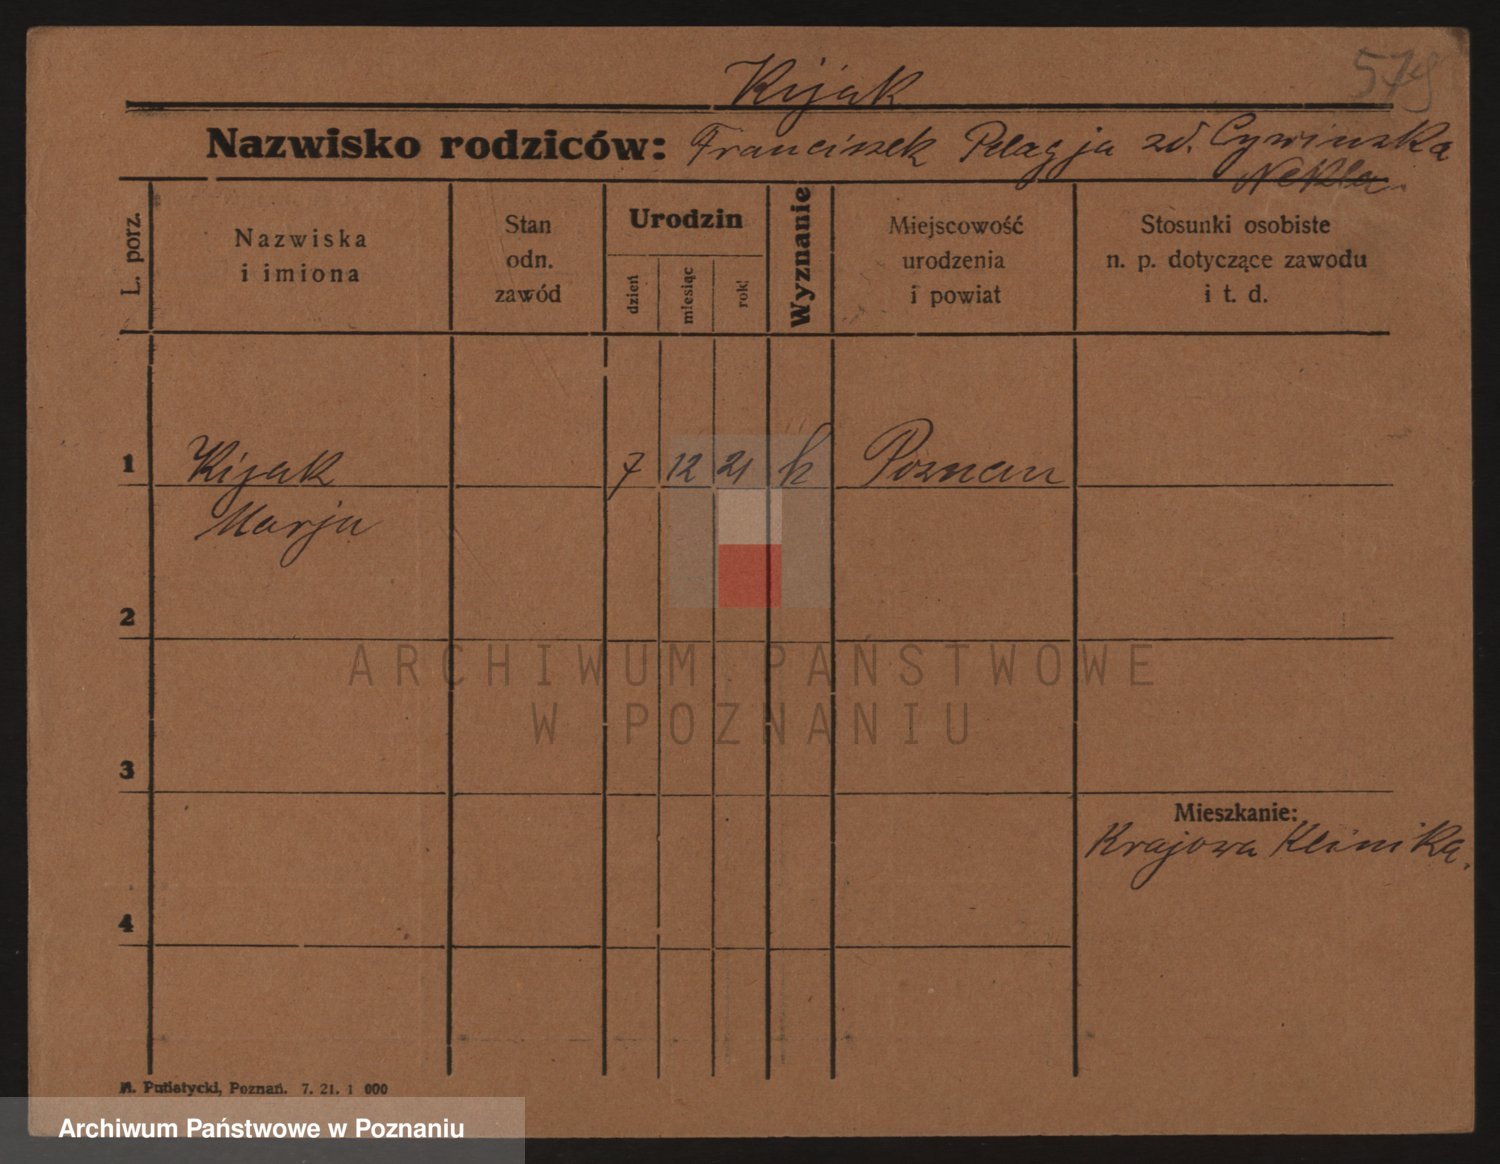 579
Kijak
Nazwisko rodziców: Franciszek Pelagja zd. Cywinska
Nekla.
L. porz.
Nazwiska
i imiona
Stan
odn.
zawód
Urodzin
dzień
miesiąc
rok
Wyznanie
Miejscowość
urodzenia
i powiat
Stosunki osobiste
n. p. dotyczące zawodu
i t. d.
1 Kijak 7 12 21 k Poznan
Marja
2
ARCHIWUM PAŃSTWOWE
W POZNANIU
3
Mieszkanie:
Krajowa Klinika.
4
Putiatycki, Poznań. 7. 21. 1 000
Archiwum Państwowe w Poznaniu